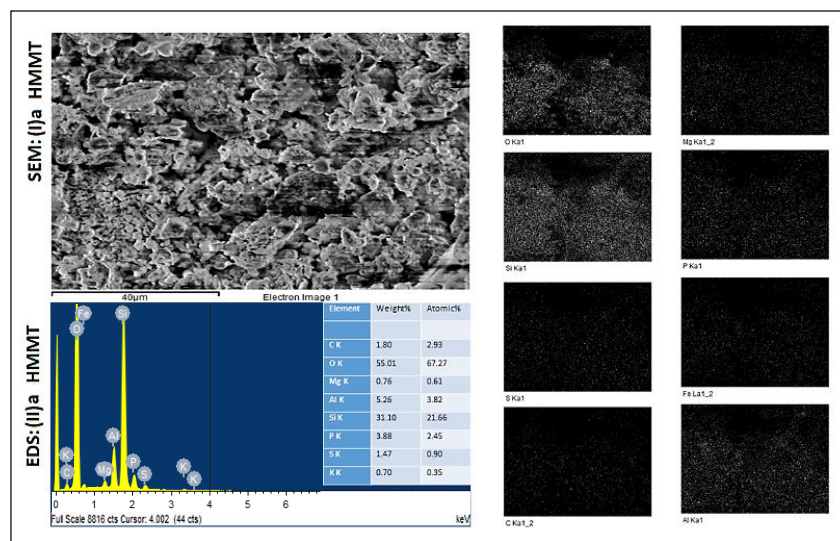 SEM: (I)a HMMT
40µm Electron Image 1
EDS: (II)a HMMT
Fe
O
Si
K
C
Mg
Al
P
S
K
K
0 1 2 3 4 5 6
Full Scale 8816 cts Cursor: 4.002 (44 cts) keV
Element Weight% Atomic%
C K 1.80 2.93
O K 55.01 67.27
Mg K 0.76 0.61
Al K 5.26 3.82
Si K 31.10 21.66
P K 3.88 2.45
S K 1.47 0.90
K K 0.70 0.35
O Ka1
Mg Ka1_2
Si Ka1
P Ka1
S Ka1
Fe La1_2
C Ka1_2
Al Ka1